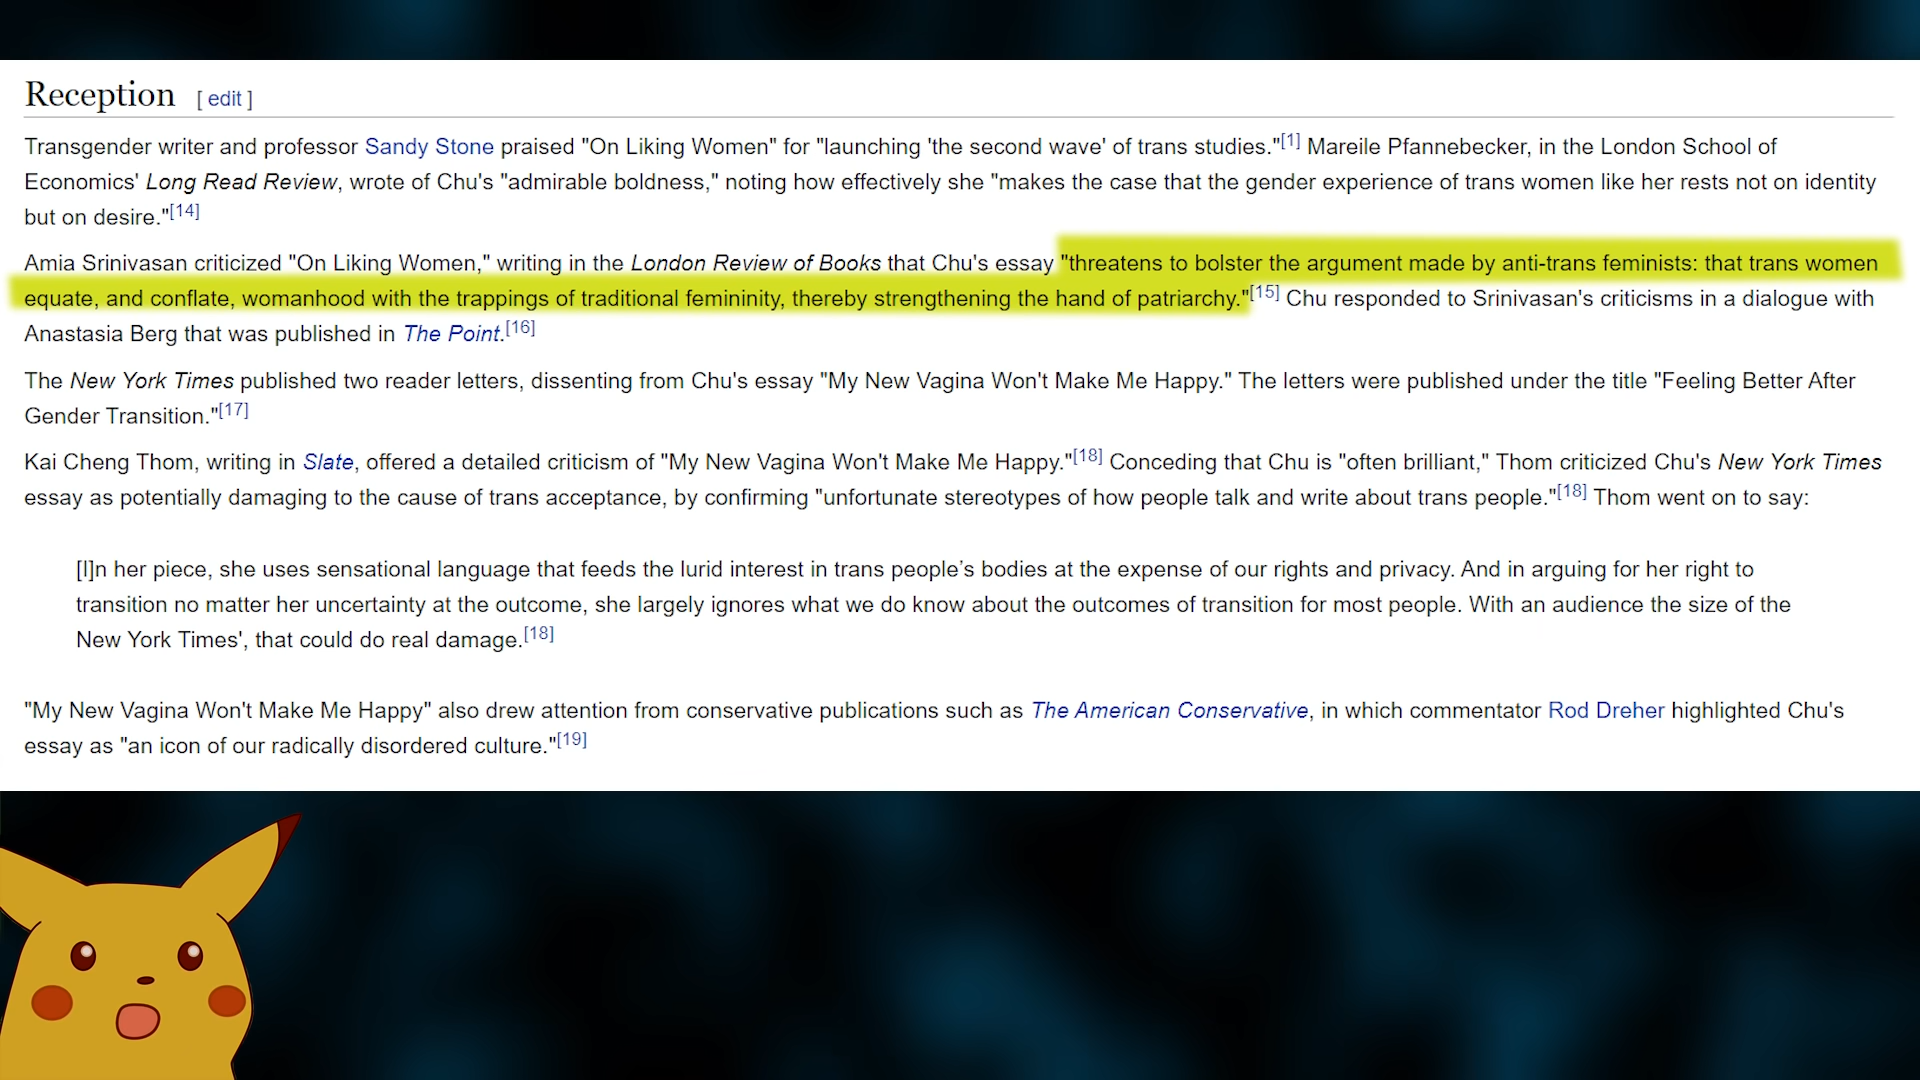 Reception [ edit ]
Transgender writer and professor Sandy Stone praised "On Liking Women" for "launching 'the second wave' of trans studies."[1] Mareile Pfannebecker, in the London School of
Economics' Long Read Review, wrote of Chu's "admirable boldness," noting how effectively she "makes the case that the gender experience of trans women like her rests not on identity
but on desire."[14]
Amia Srinivasan criticized "On Liking Women," writing in the London Review of Books that Chu's essay "threatens to bolster the argument made by anti-trans feminists: that trans women
equate, and conflate, womanhood with the trappings of traditional femininity, thereby strengthening the hand of patriarchy."[15] Chu responded to Srinivasan's criticisms in a dialogue with
Anastasia Berg that was published in The Point.[16]
The New York Times published two reader letters, dissenting from Chu's essay "My New Vagina Won't Make Me Happy." The letters were published under the title "Feeling Better After
Gender Transition."[17]
Kai Cheng Thom, writing in Slate, offered a detailed criticism of "My New Vagina Won't Make Me Happy."[18] Conceding that Chu is "often brilliant," Thom criticized Chu's New York Times
essay as potentially damaging to the cause of trans acceptance, by confirming "unfortunate stereotypes of how people talk and write about trans people."[18] Thom went on to say:
[I]n her piece, she uses sensational language that feeds the lurid interest in trans people’s bodies at the expense of our rights and privacy. And in arguing for her right to
transition no matter her uncertainty at the outcome, she largely ignores what we do know about the outcomes of transition for most people. With an audience the size of the
New York Times', that could do real damage.[18]
"My New Vagina Won't Make Me Happy" also drew attention from conservative publications such as The American Conservative, in which commentator Rod Dreher highlighted Chu's
essay as "an icon of our radically disordered culture."[19]